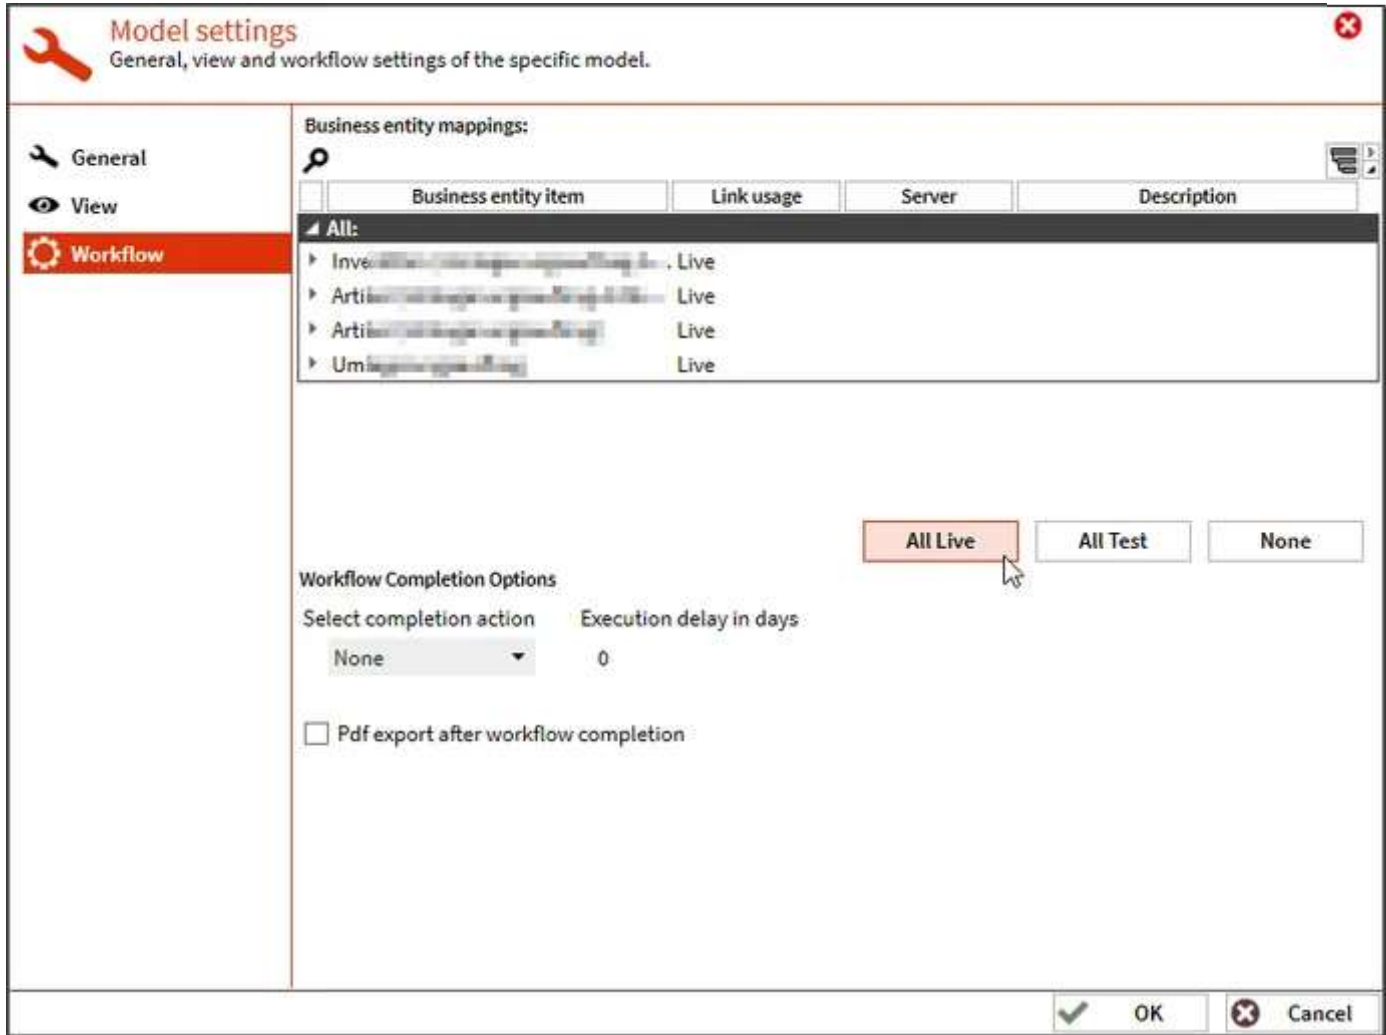 Model settings
General, view and workflow settings of the specific model.
General
View
Workflow
Business entity mappings:
Business entity item Link usage Server Description
All:
Live
Live
Live
Live
All Live All Test None
Workflow Completion Options
Select completion action Execution delay in days
None 0
Pdf export after workflow completion
OK Cancel